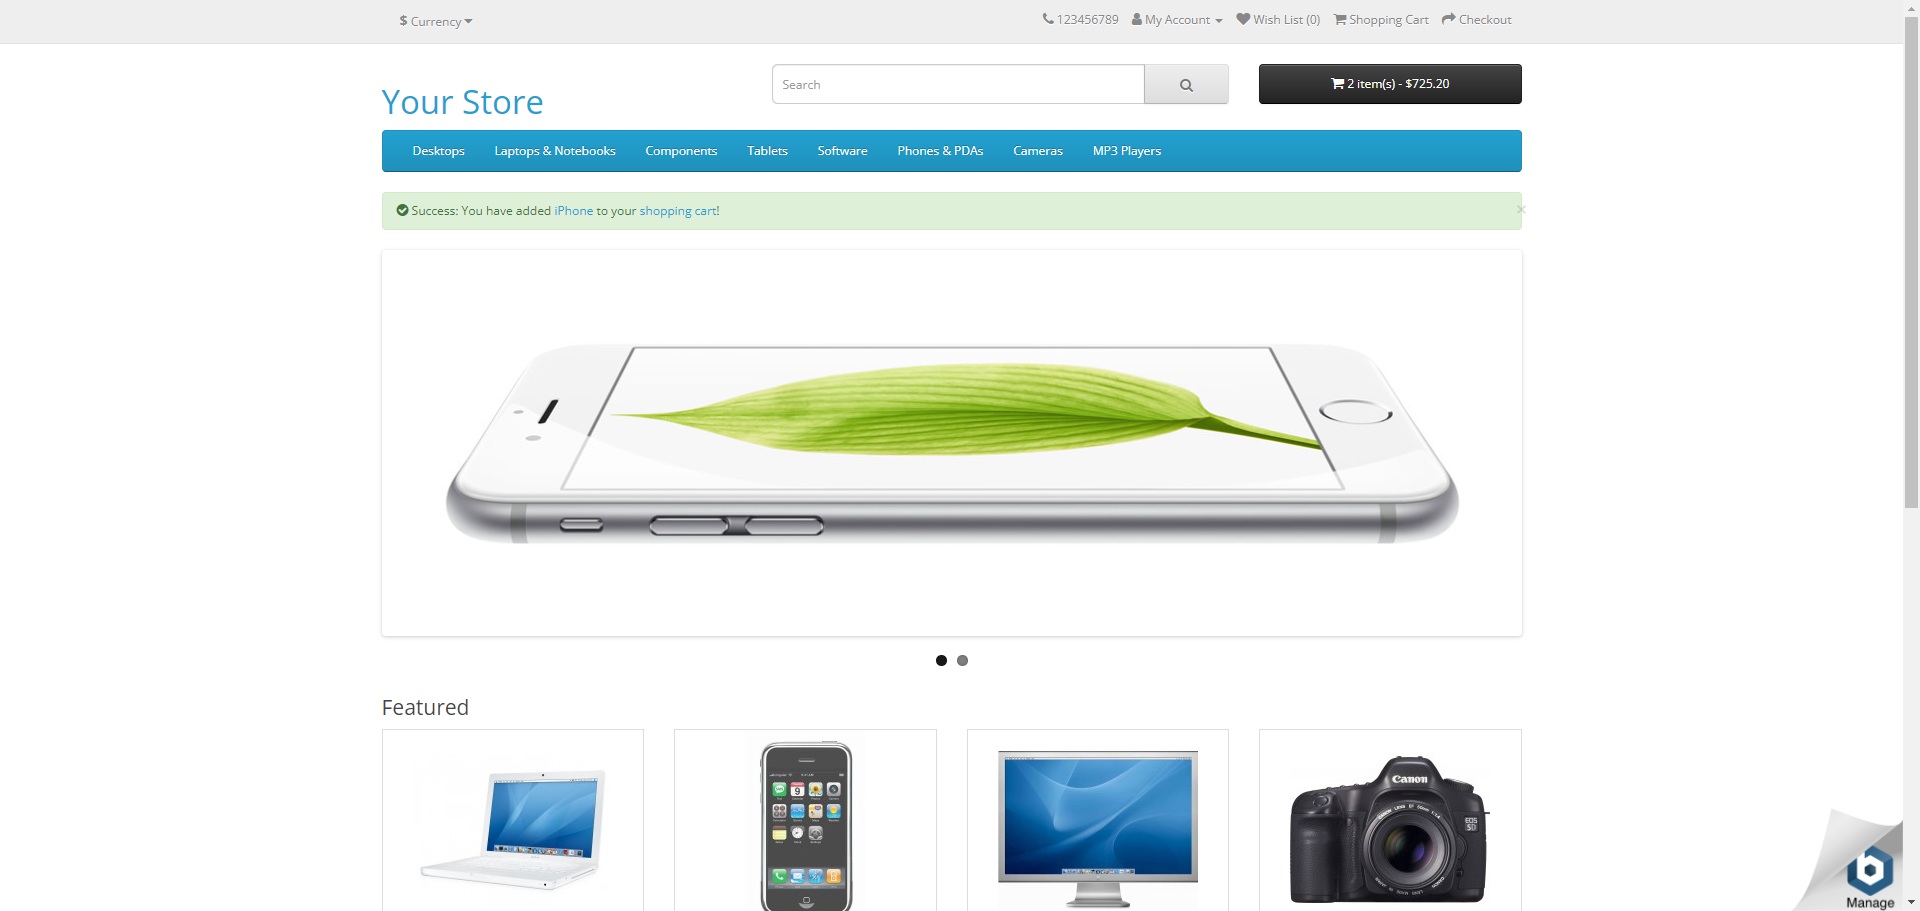 $ Currency
123456789 My Account Wish List (0) Shopping Cart Checkout
Your Store
Search
2 item(s) - $725.20
Desktops Laptops & Notebooks Components Tablets Software Phones & PDAs Cameras MP3 Players
Success: You have added iPhone to your shopping cart!
×
Featured
Canon
EOS
5D
Manage